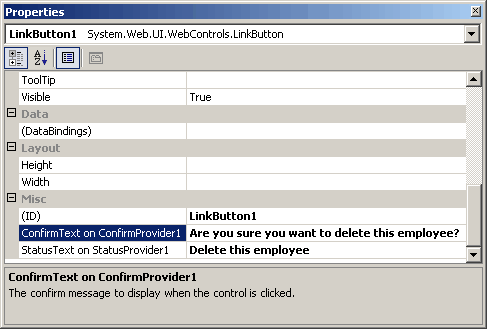 Properties
LinkButton1 System.Web.UI.WebControls.LinkButton
ToolTip
Visible True
Data
(DataBindings)
Layout
Height
Width
Misc
(ID) LinkButton1
ConfirmText on ConfirmProvider1 Are you sure you want to delete this employee?
StatusText on StatusProvider1 Delete this employee
ConfirmText on ConfirmProvider1
The confirm message to display when the control is clicked.